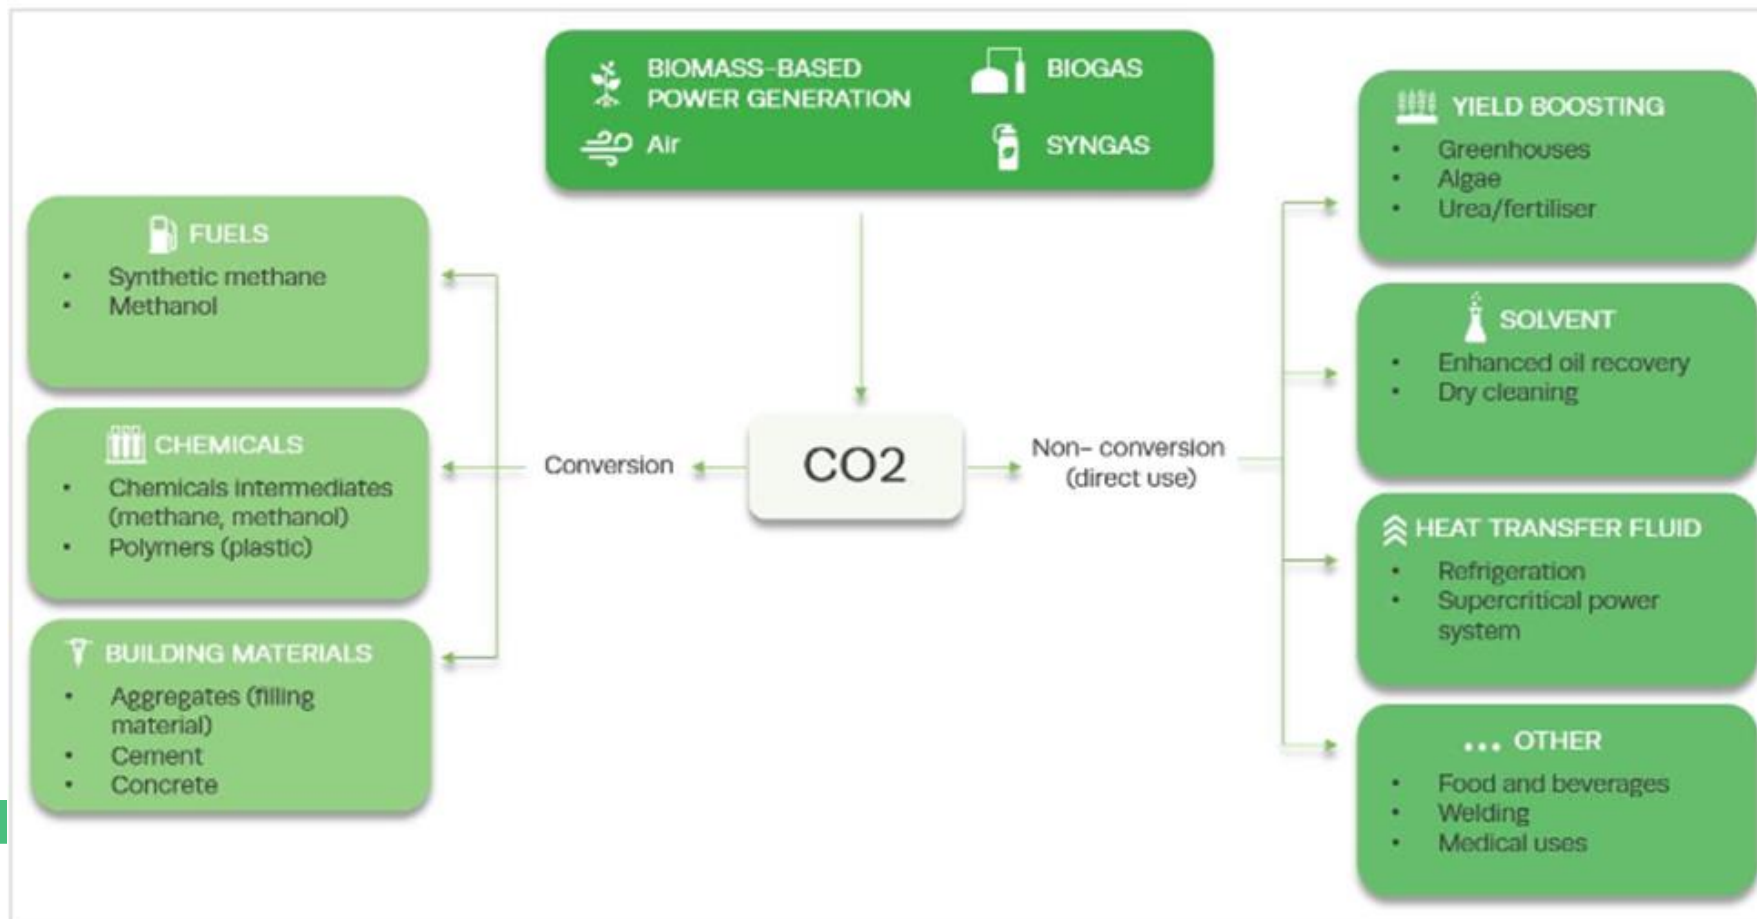 BIOMASS-BASED
POWER GENERATION
BIOGAS
Air
SYNGAS
FUELS
• Synthetic methane
• Methanol
CHEMICALS
• Chemicals intermediates
(methane, methanol)
• Polymers (plastic)
BUILDING MATERIALS
• Aggregates (filling
material)
• Cement
• Concrete
Conversion
CO2
Non- conversion
(direct use)
YIELD BOOSTING
• Greenhouses
• Algae
• Urea/fertiliser
SOLVENT
• Enhanced oil recovery
• Dry cleaning
HEAT TRANSFER FLUID
• Refrigeration
• Supercritical power
system
... OTHER
• Food and beverages
• Welding
• Medical uses